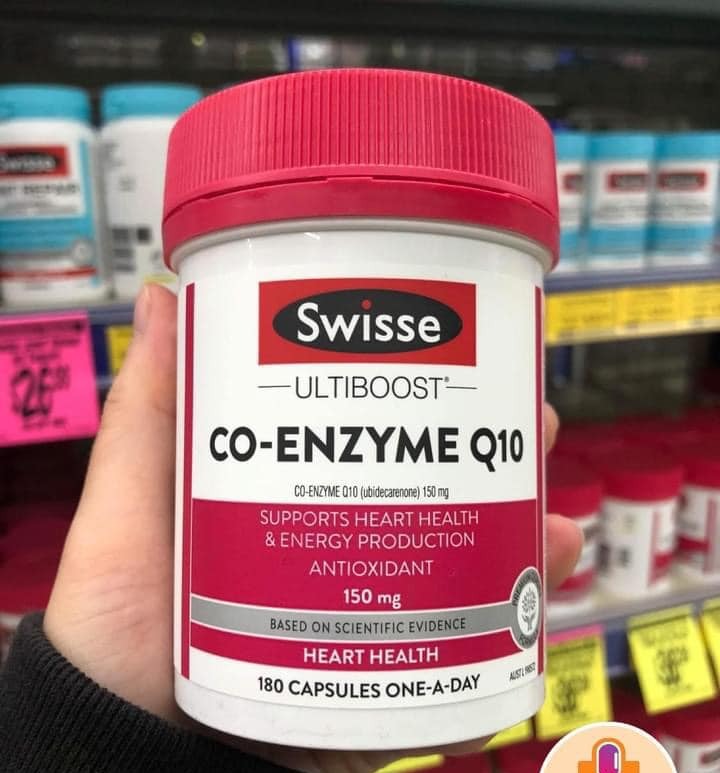 Swisse
ULTIBOOST®
CO-ENZYME Q10
CO-ENZYME Q10 (ubidecarenone) 150 mg
SUPPORTS HEART HEALTH
& ENERGY PRODUCTION
ANTIOXIDANT
150 mg
BASED ON SCIENTIFIC EVIDENCE
HEART HEALTH
180 CAPSULES ONE-A-DAY
Swisse